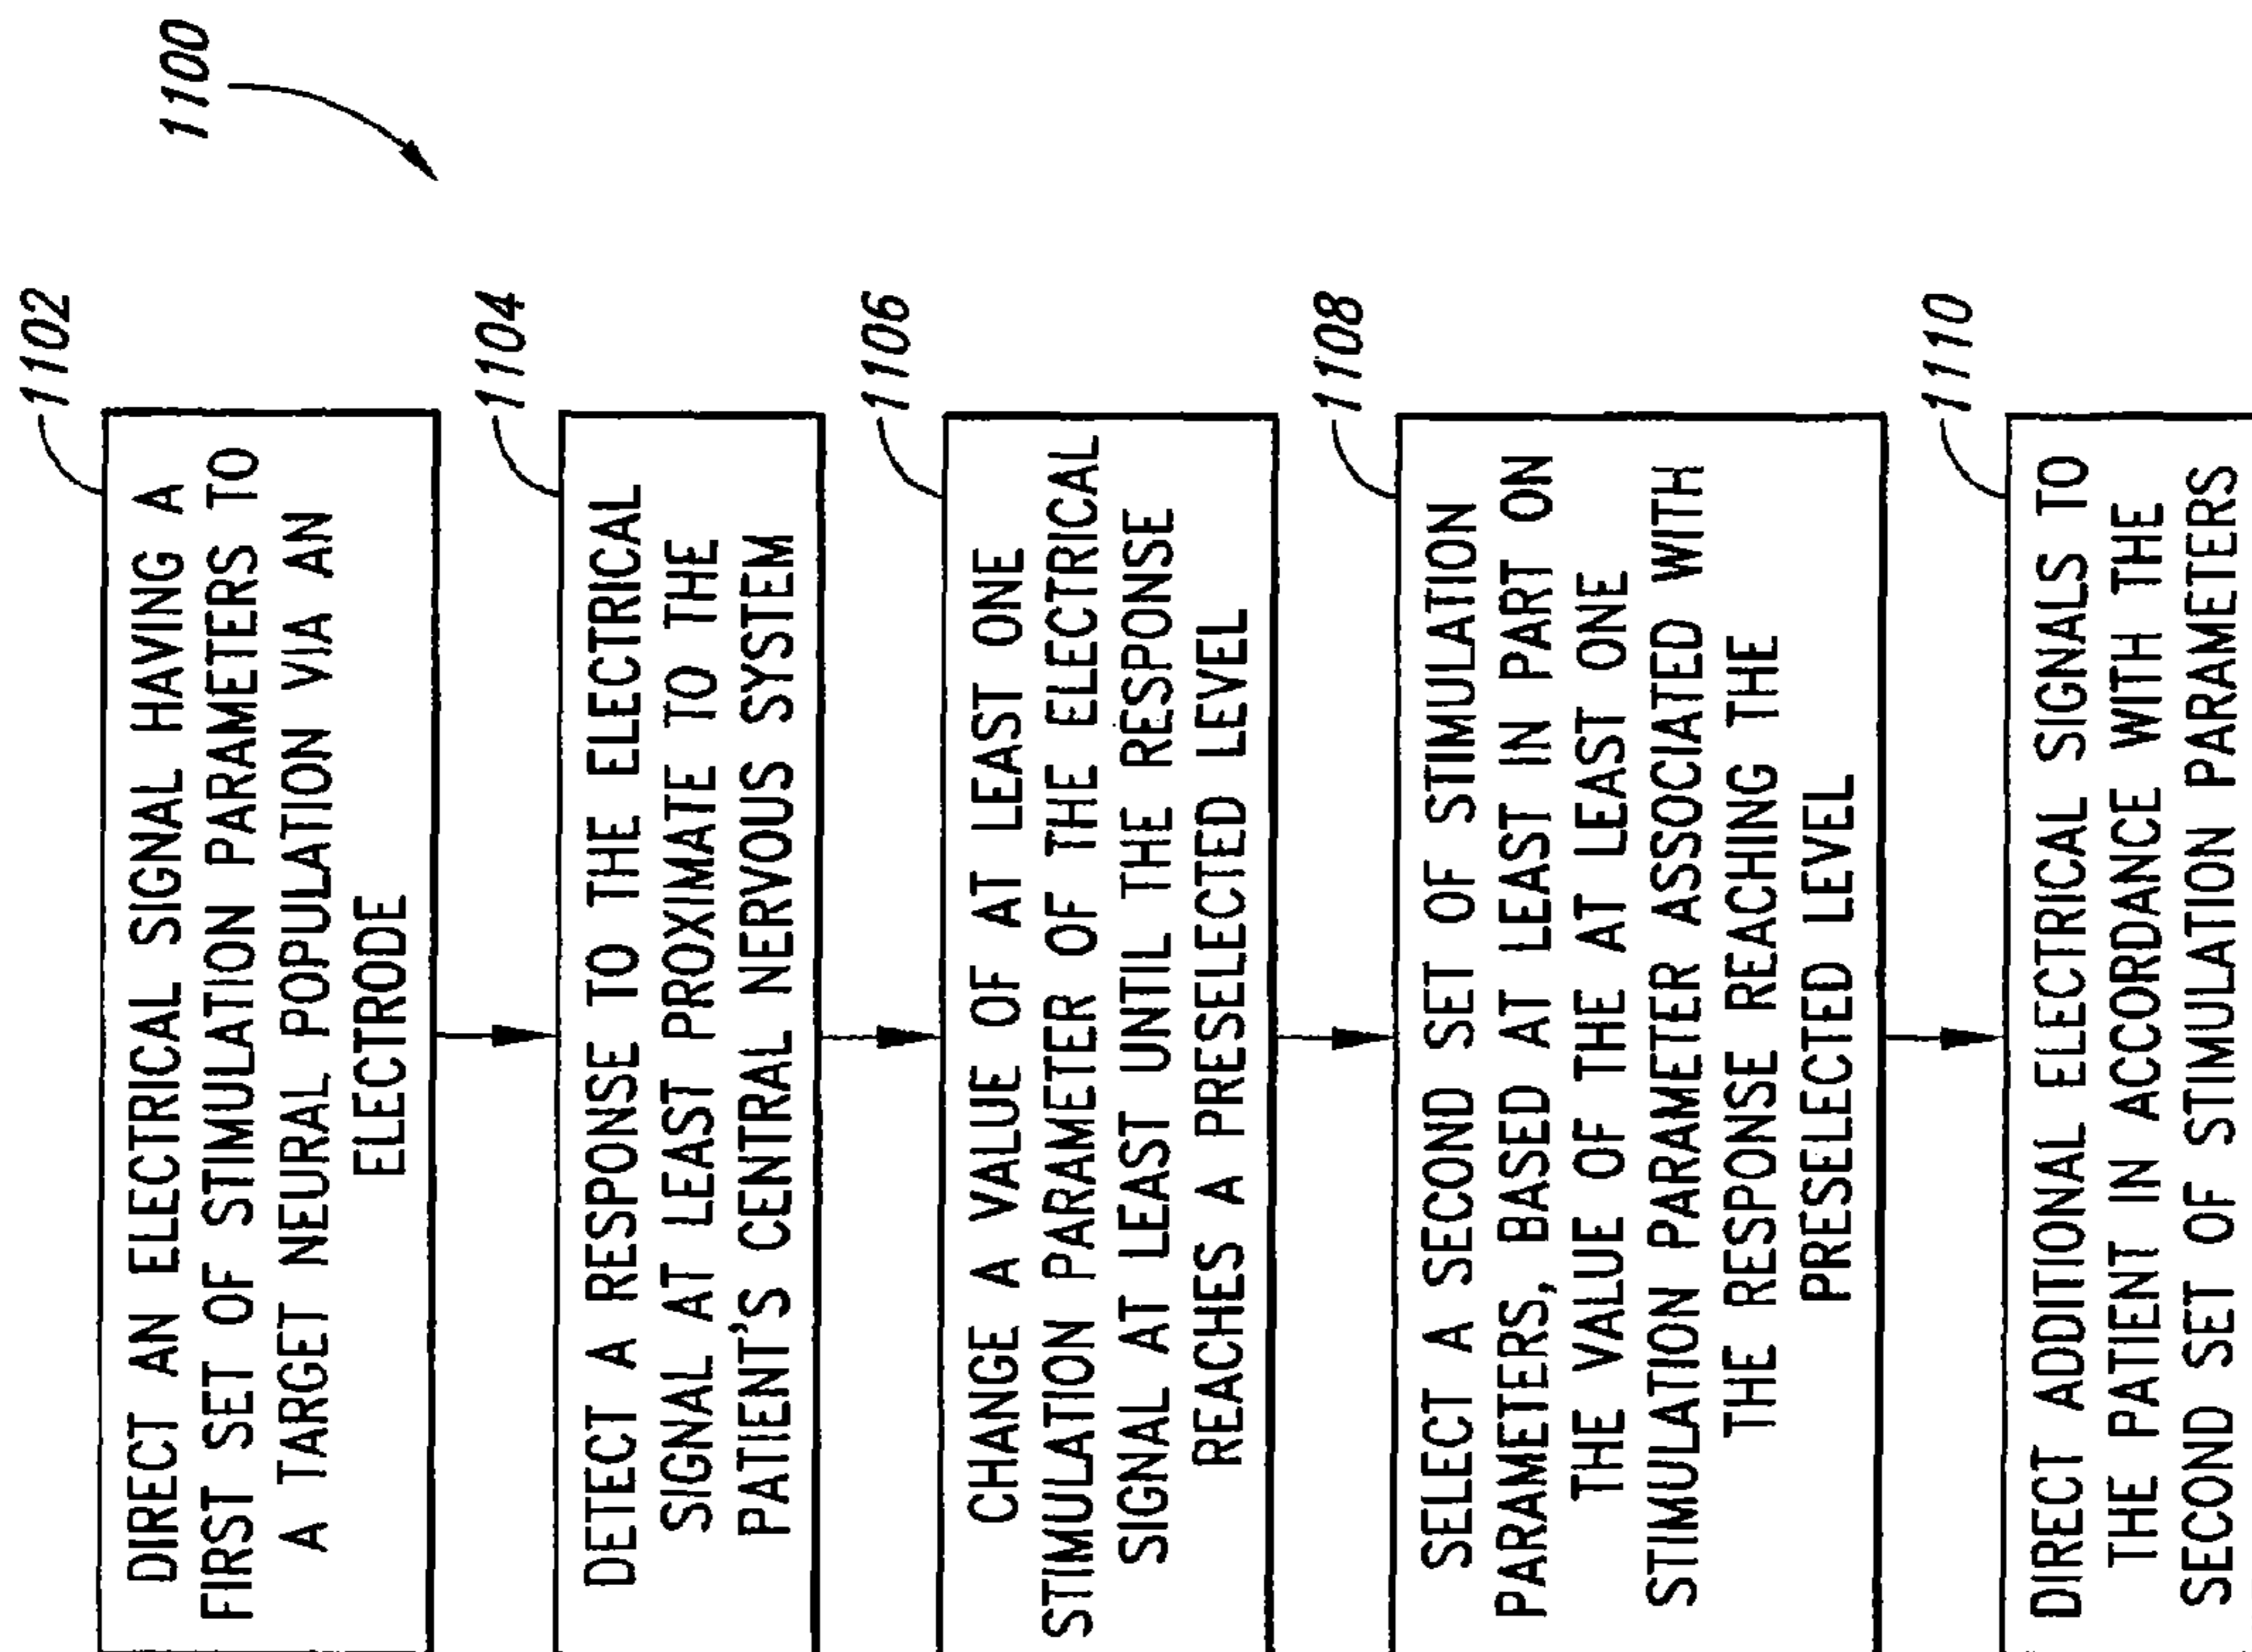 1100
1102
DIRECT AN ELECTRICAL SIGNAL HAVING A
FIRST SET OF STIMULATION PARAMETERS TO
A TARGET NEURAL POPULATION VIA AN
ELECTRODE
1104
DETECT A RESPONSE TO THE ELECTRICAL
SIGNAL AT LEAST PROXIMATE TO THE
PATIENT'S CENTRAL NERVOUS SYSTEM
1106
CHANGE A VALUE OF AT LEAST ONE
STIMULATION PARAMETER OF THE ELECTRICAL
SIGNAL AT LEAST UNTIL THE RESPONSE
REACHES A PRESELECTED LEVEL
1108
SELECT A SECOND SET OF STIMULATION
PARAMETERS, BASED AT LEAST IN PART ON
THE VALUE OF THE AT LEAST ONE
STIMULATION PARAMETER ASSOCIATED WITH
THE RESPONSE REACHING THE
PRESELECTED LEVEL
1110
DIRECT ADDITIONAL ELECTRICAL SIGNALS TO
THE PATIENT IN ACCORDANCE WITH THE
SECOND SET OF STIMULATION PARAMETERS